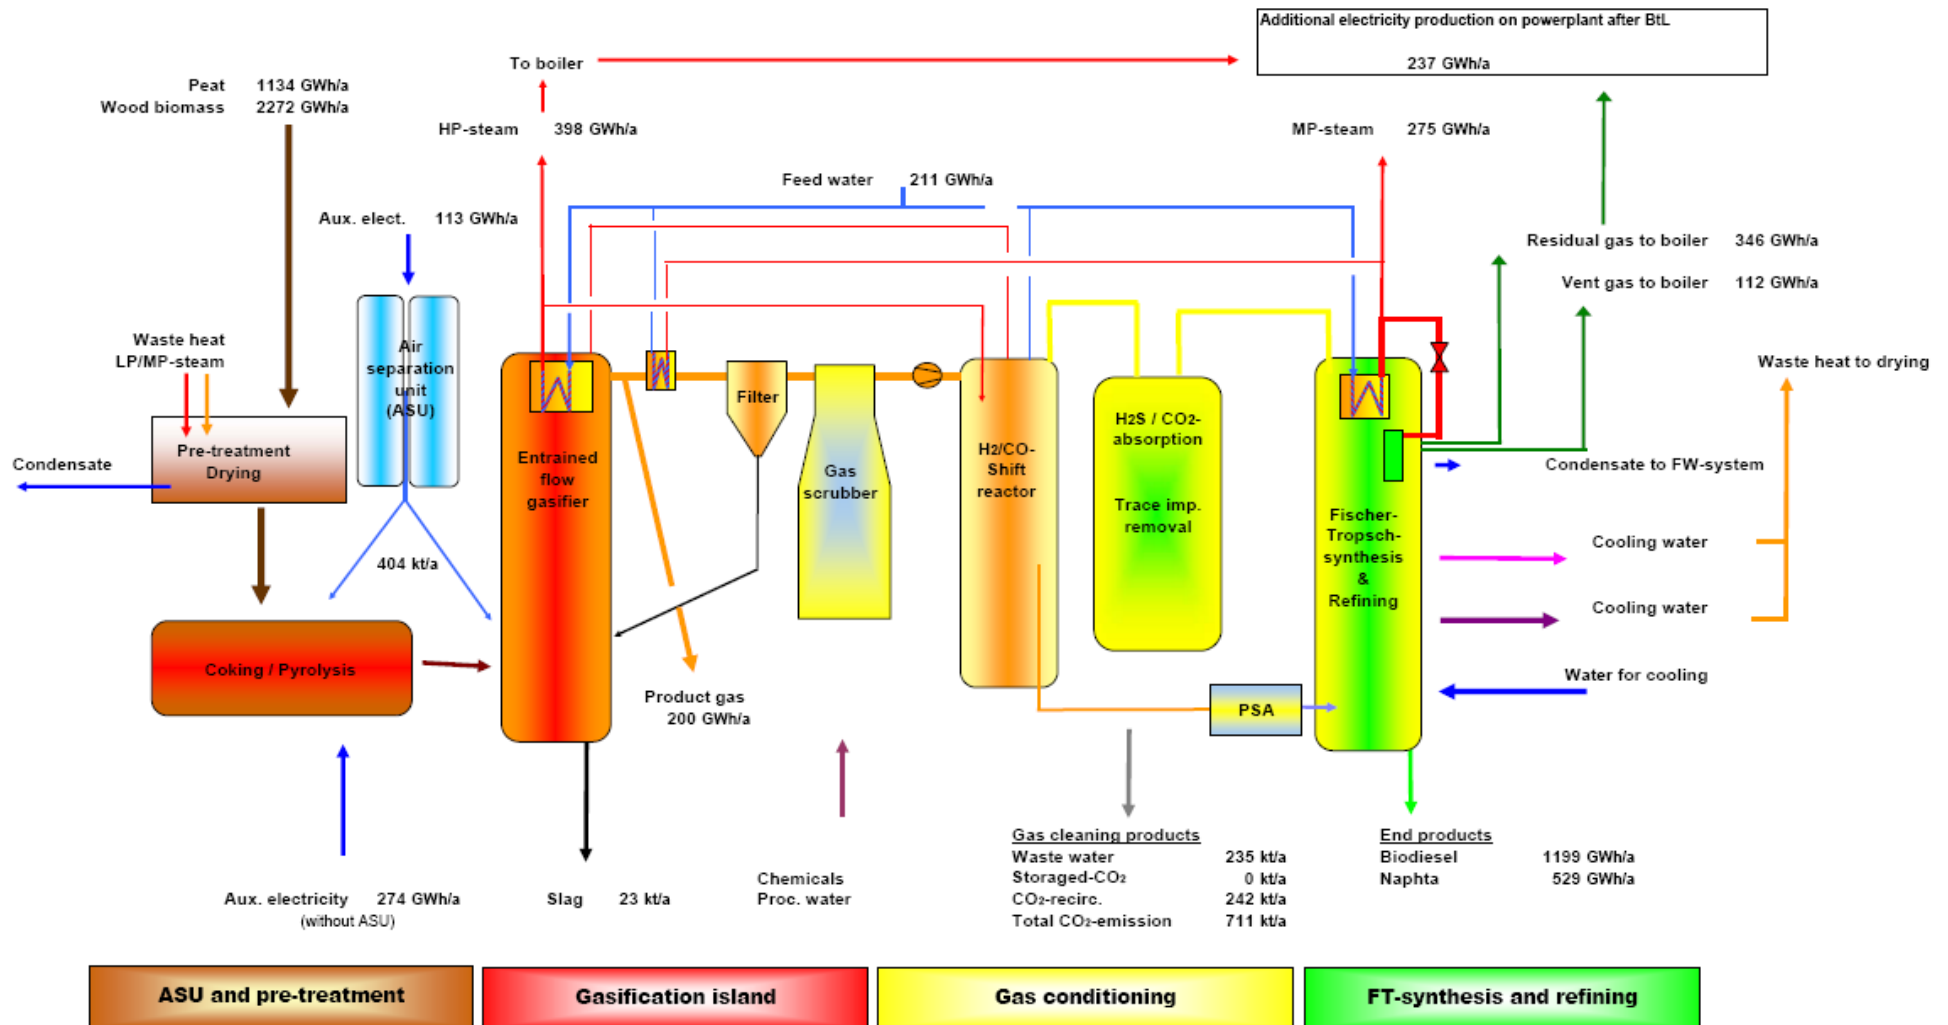 Additional electricity production on powerplant after BtL
237 GWh/a
To boiler
Peat 1134 GWh/a
Wood biomass 2272 GWh/a
HP-steam 398 GWh/a
MP-steam 275 GWh/a
Feed water 211 GWh/a
Aux. elect. 113 GWh/a
Residual gas to boiler 346 GWh/a
Vent gas to boiler 112 GWh/a
Waste heat
LP/MP-steam
Air
separation
unit
(ASU)
Waste heat to drying
Filter
Pre-treatment
Drying
Condensate
Entrained
flow
gasifier
Gas
scrubber
H2/CO-
Shift
reactor
H2S / CO2-
absorption
Trace imp.
removal
Condensate to FW-system
Fischer-
Tropsch-
synthesis
&
Refining
Cooling water
404 kt/a
Cooling water
Coking / Pyrolysis
Water for cooling
Product gas
200 GWh/a
PSA
Gas cleaning products
Waste water 235 kt/a
Storaged-CO2 0 kt/a
CO2-recirc. 242 kt/a
Total CO2-emission 711 kt/a
End products
Biodiesel 1199 GWh/a
Naphta 529 GWh/a
Chemicals
Proc. water
Aux. electricity 274 GWh/a
(without ASU)
Slag 23 kt/a
ASU and pre-treatment
Gasification island
Gas conditioning
FT-synthesis and refining